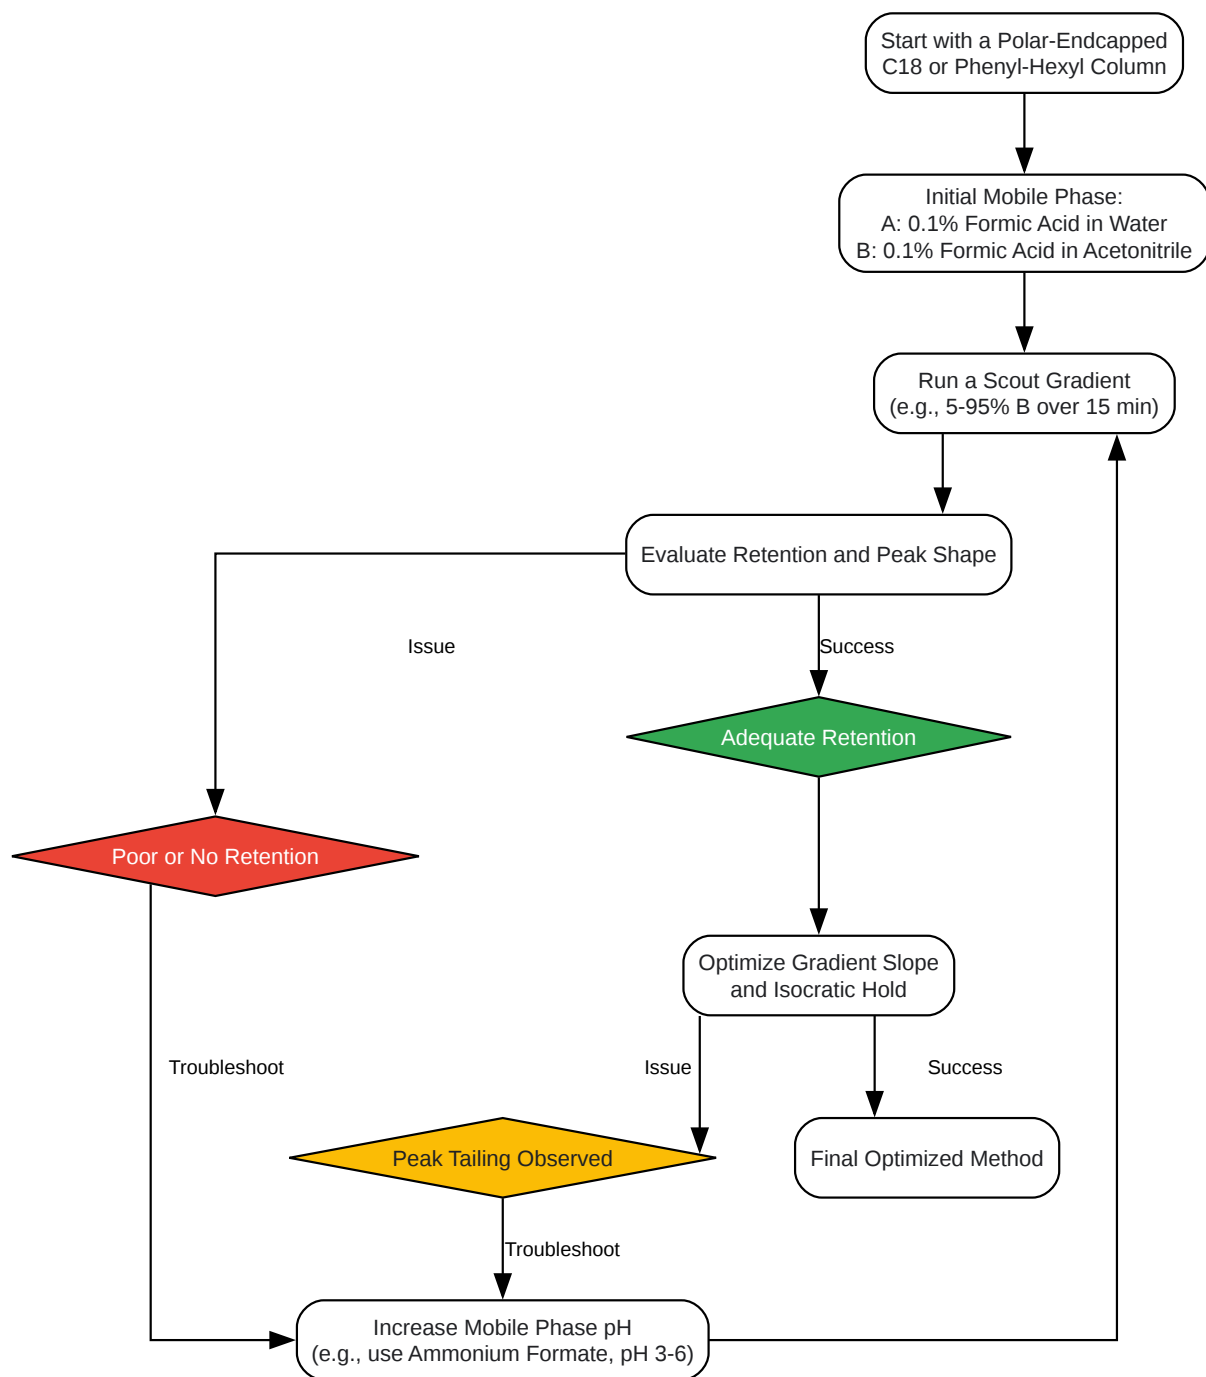 Start with a Polar-Endcapped
C18 or Phenyl-Hexyl Column
Initial Mobile Phase:
A: 0.1% Formic Acid in Water
B: 0.1% Formic Acid in Acetonitrile
Run a Scout Gradient
(e.g., 5-95% B over 15 min)
Evaluate Retention and Peak Shape
Issue
Success
Adequate Retention
Poor or No Retention
Optimize Gradient Slope
and Isocratic Hold
Troubleshoot
Issue
Success
Peak Tailing Observed
Final Optimized Method
Troubleshoot
Increase Mobile Phase pH
(e.g., use Ammonium Formate, pH 3-6)